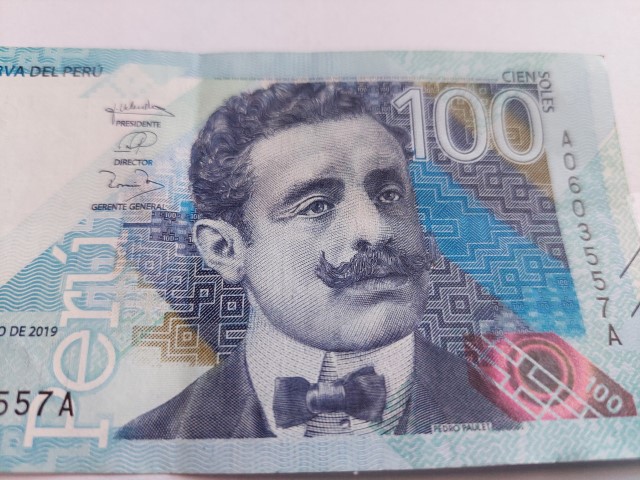 RVA DEL PERÚ
CIEN SOLES
100
PRESIDENTE
DIRECTOR
GERENTE GENERAL
A0603557A
Perú
O DE 2019
557A
100
PEDRO PAULET